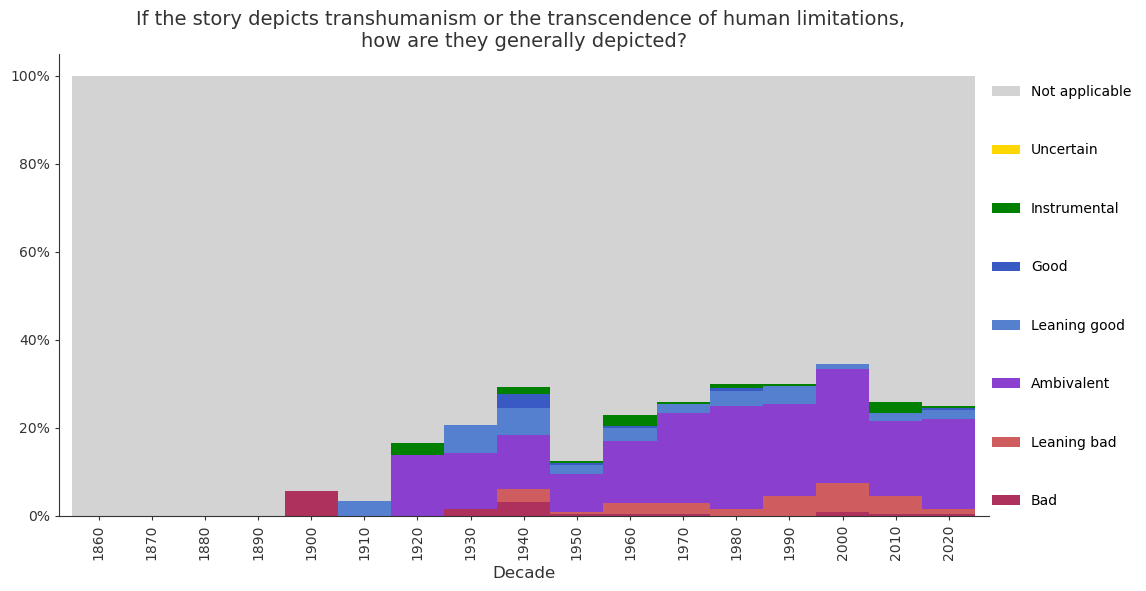 If the story depicts transhumanism or the transcendence of human limitations,
how are they generally depicted?
100%
80%
60%
40%
20%
0%
Not applicable
Uncertain
Instrumental
Good
Leaning good
Ambivalent
Leaning bad
Bad
1860
1870
1880
1890
1900
1910
1920
1930
1940
1950
1960
1970
1980
1990
2000
2010
2020
Decade